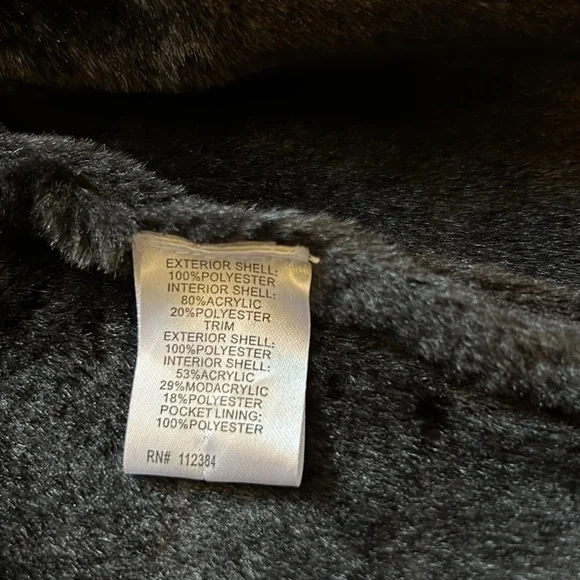 EXTERIOR SHELL:
100%POLYESTER
INTERIOR SHELL:
80%ACRYLIC
20%POLYESTER
TRIM
EXTERIOR SHELL:
100%POLYESTER
INTERIOR SHELL:
53%ACRYLIC
29%MODACRYLIC
18%POLYESTER
POCKET LINING:
100%POLYESTER
RN# 112384